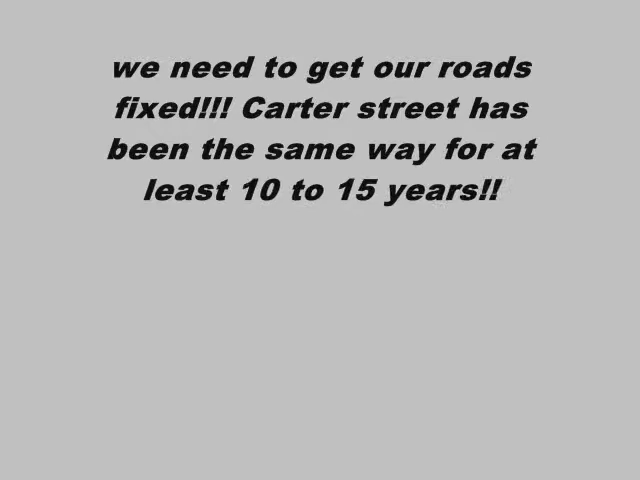 we need to get our roads
fixed!!! Carter street has
been the same way for at
least 10 to 15 years!!